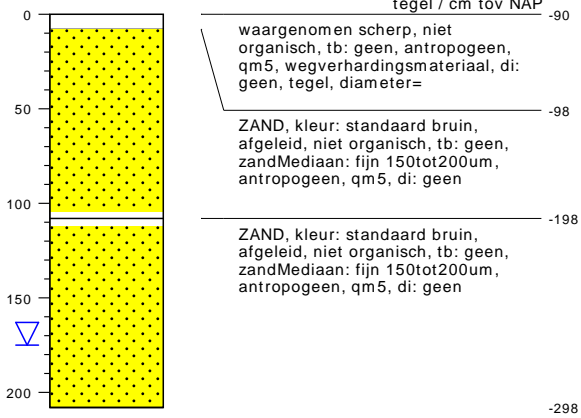 tegel / cm tov NAP
0
-90
waargenomen scherp, niet
organisch, tb: geen, antropogeen,
qm5, wegverhardingsmateriaal, di:
geen, tegel, diameter=
50
-98
ZAND, kleur: standaard bruin,
afgeleid, niet organisch, tb: geen,
zandMediaan: fijn 150tot200um,
antropogeen, qm5, di: geen
100
-198
ZAND, kleur: standaard bruin,
afgeleid, niet organisch, tb: geen,
zandMediaan: fijn 150tot200um,
antropogeen, qm5, di: geen
150
200
-298